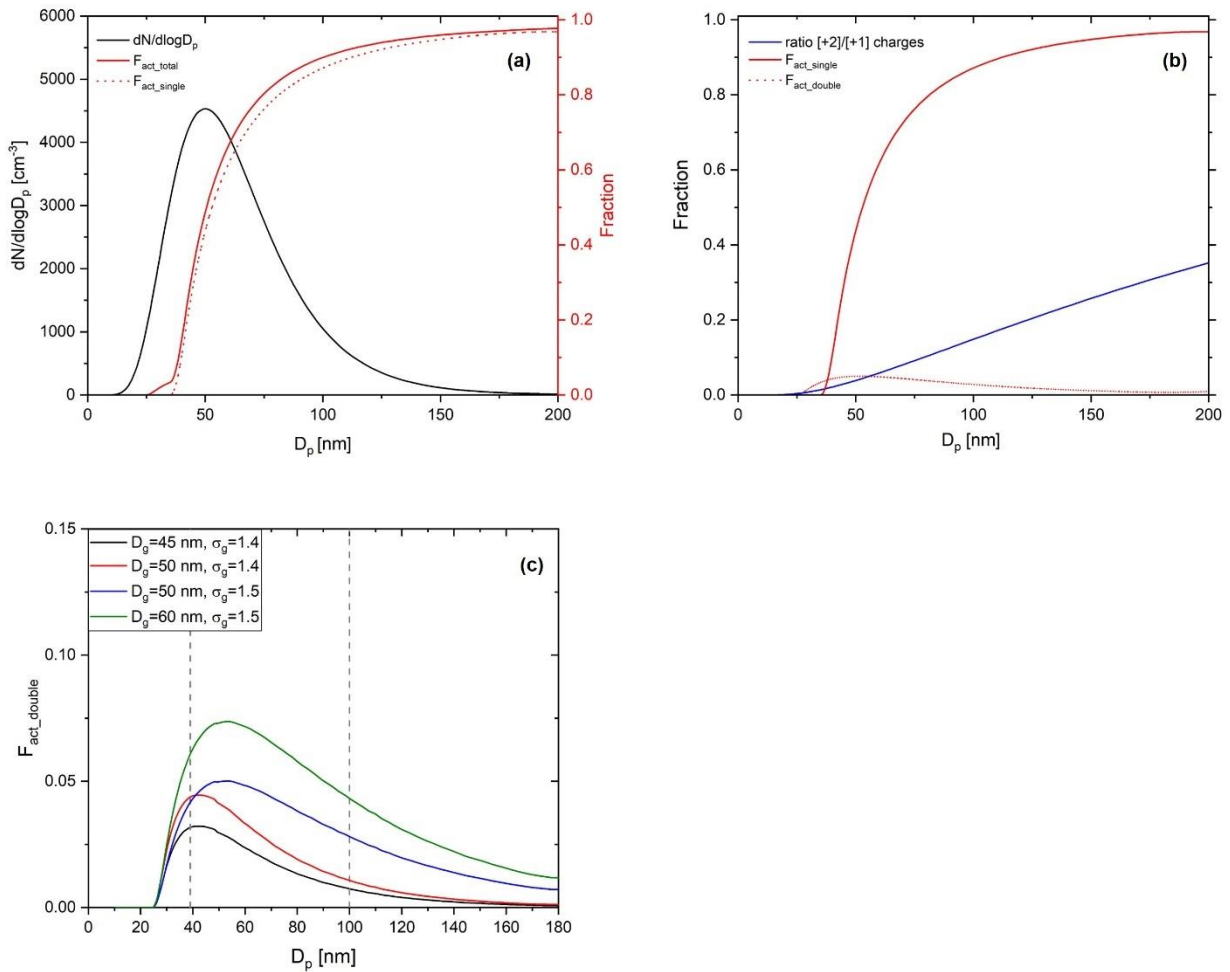 (a)
dN/dlogDp
Fact_total
Fact_single
6000
5000
4000
3000
2000
1000
0
dN/dlogDp [cm-3]
1.0
0.8
0.6
0.4
0.2
0.0
Fraction
0 50 100 150 200
Dp [nm]
(b)
ratio [+2]/[+1] charges
Fact_single
Fact_double
1.0
0.8
0.6
0.4
0.2
0.0
Fraction
0 50 100 150 200
Dp [nm]
(c)
Dg=45 nm, σg=1.4
Dg=50 nm, σg=1.4
Dg=50 nm, σg=1.5
Dg=60 nm, σg=1.5
0.15
0.10
0.05
0.00
Fact_double
0 20 40 60 80 100 120 140 160 180
Dp [nm]